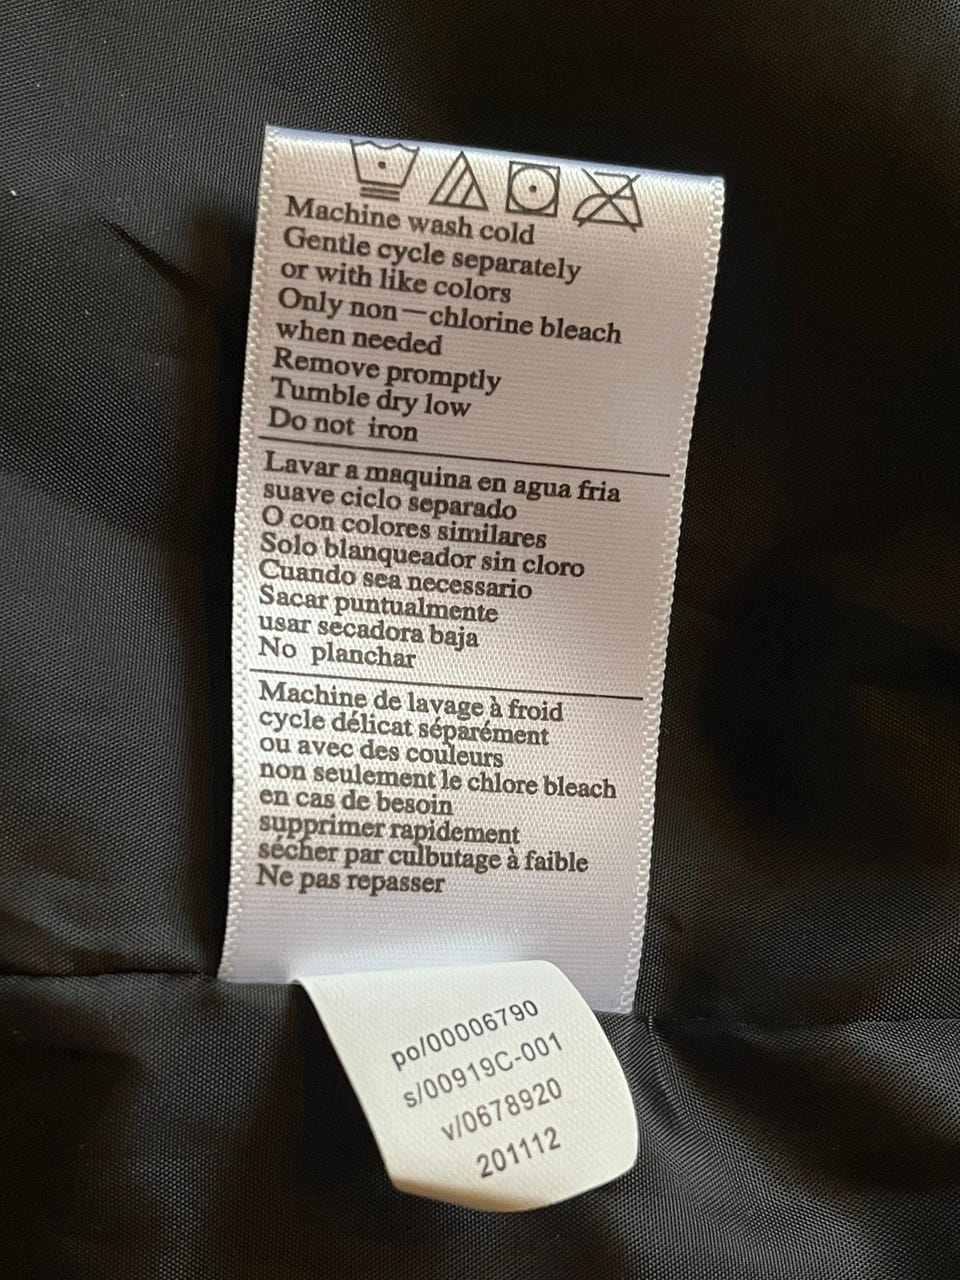 Machine wash cold
Gentle cycle separately
or with like colors
Only non—chlorine bleach
when needed
Remove promptly
Tumble dry low
Do not iron
Lavar a maquina en agua fria
suave ciclo separado
O con colores similares
Solo blanqueador sin cloro
Cuando sea necessario
Sacar puntualmente
usar secadora baja
No planchar
Machine de lavage à froid
cycle délicat séparément
ou avec des couleurs
non seulement le chlore bleach
en cas de besoin
supprimer rapidement
sécher par culbutage à faible
Ne pas repasser
po/00006790
s/00919C-001
v/0678920
201112